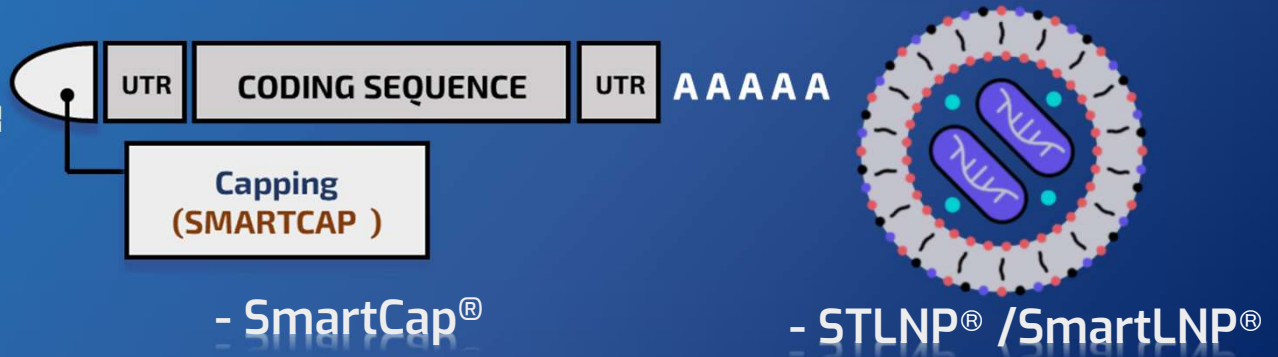 UTR CODING SEQUENCE UTR AAAAA
Capping
(SMARTCAP )
- SmartCap®
- STLNP® /SmartLNP®